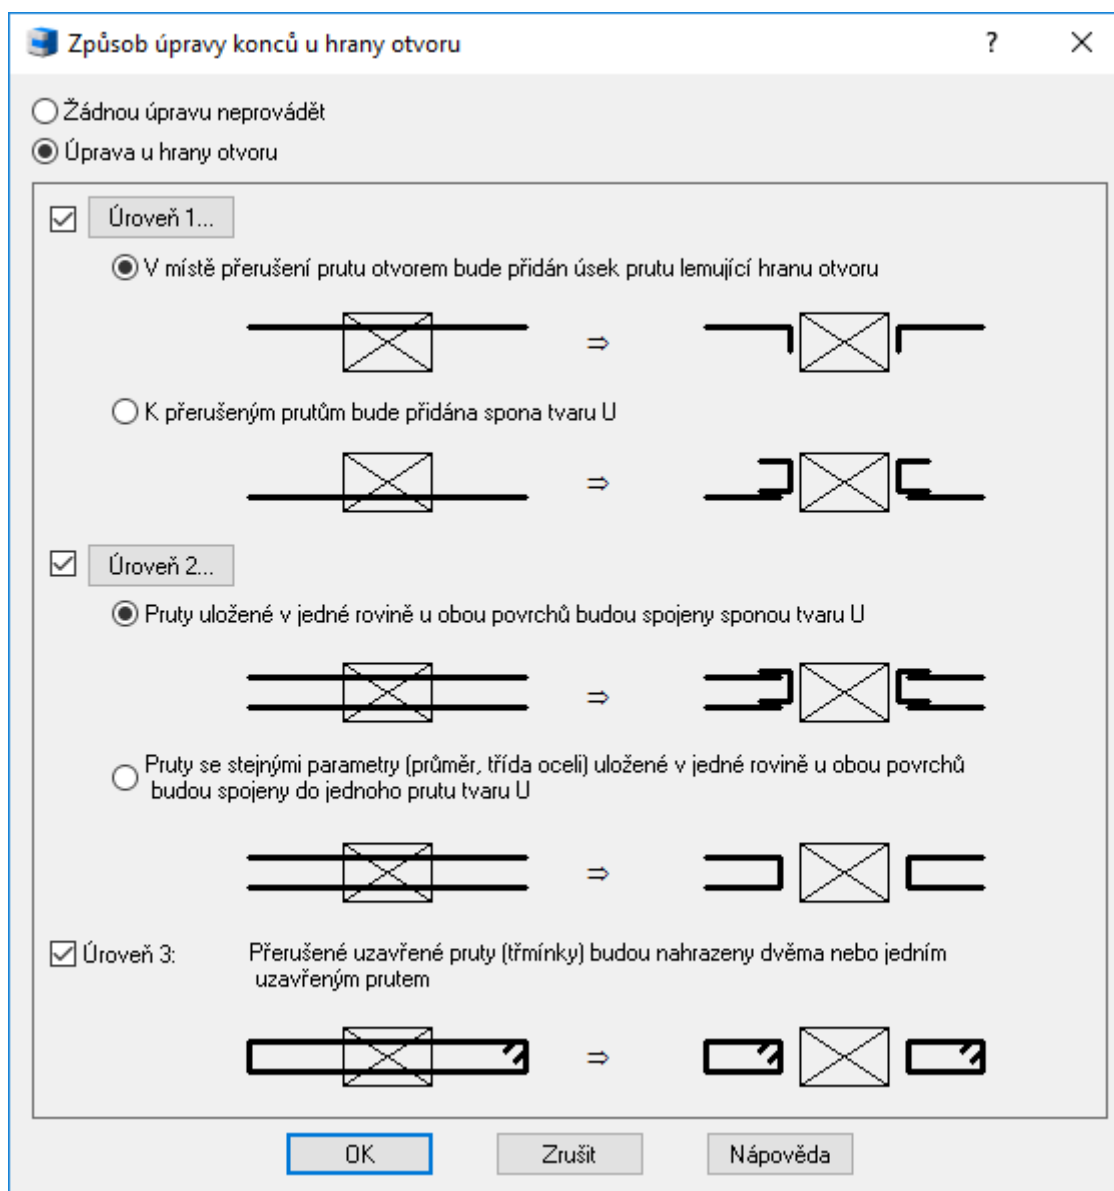 Způsob úpravy konců u hrany otvoru
?
Žádnou úpravu neprovádět
Úprava u hrany otvoru
Úroveň 1...
V místě přerušení prutu otvorem bude přidán úsek prutu lemující hranu otvoru
⇒
K přerušeným prutům bude přidána spona tvaru U
⇒
Úroveň 2...
Pruty uložené v jedné rovině u obou povrchů budou spojeny sponou tvaru U
⇒
Pruty se stejnými parametry (průměr, třída oceli) uložené v jedné rovině u obou povrchů
budou spojeny do jednoho prutu tvaru U
⇒
Úroveň 3: Přerušené uzavřené pruty (třmínky) budou nahrazeny dvěma nebo jedním
uzavřeným prutem
⇒
OK Zrušit Nápověda